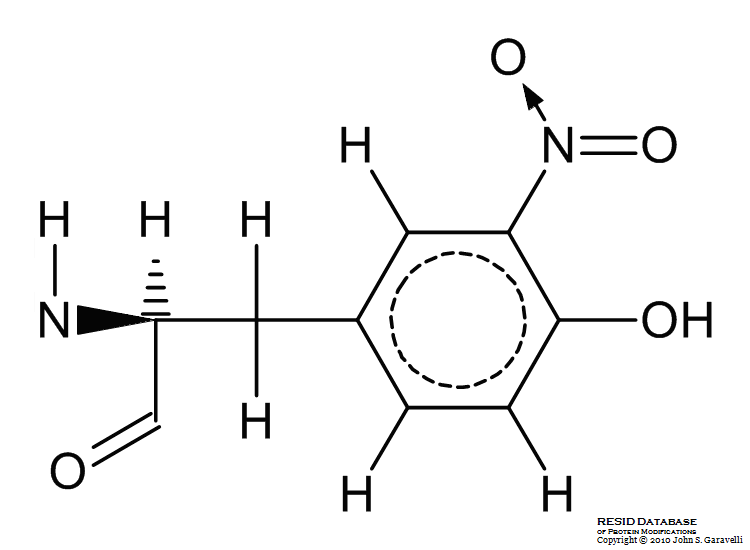 O
H N=O
H H H
N OH
H
O H H
RESID DATABASE
of Protein Modifications
Copyright © 2010 John S. Garavelli